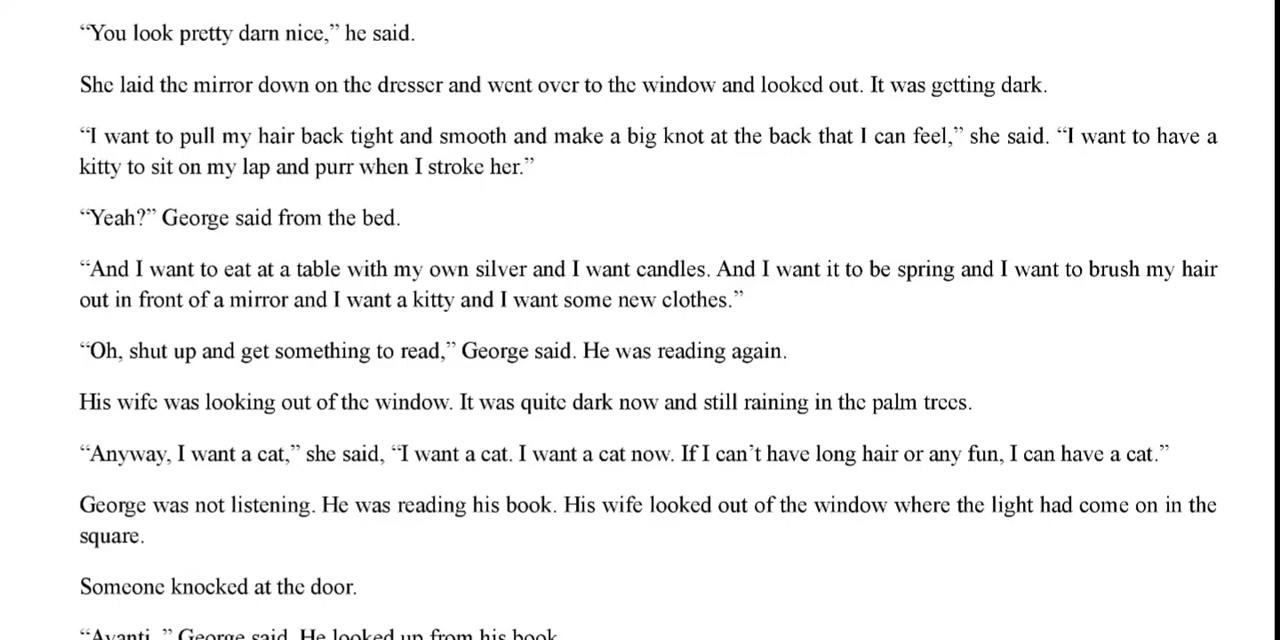 “You look pretty darn nice,” he said.
She laid the mirror down on the dresser and went over to the window and looked out. It was getting dark.
“I want to pull my hair back tight and smooth and make a big knot at the back that I can feel,” she said. “I want to have a
kitty to sit on my lap and purr when I stroke her.”
“Yeah?” George said from the bed.
“And I want to eat at a table with my own silver and I want candles. And I want it to be spring and I want to brush my hair
out in front of a mirror and I want a kitty and I want some new clothes.”
“Oh, shut up and get something to read,” George said. He was reading again.
His wife was looking out of the window. It was quite dark now and still raining in the palm trees.
“Anyway, I want a cat,” she said, “I want a cat. I want a cat now. If I can’t have long hair or any fun, I can have a cat.”
George was not listening. He was reading his book. His wife looked out of the window where the light had come on in the
square.
Someone knocked at the door.
“Avanti,” George said. He looked up from his book.